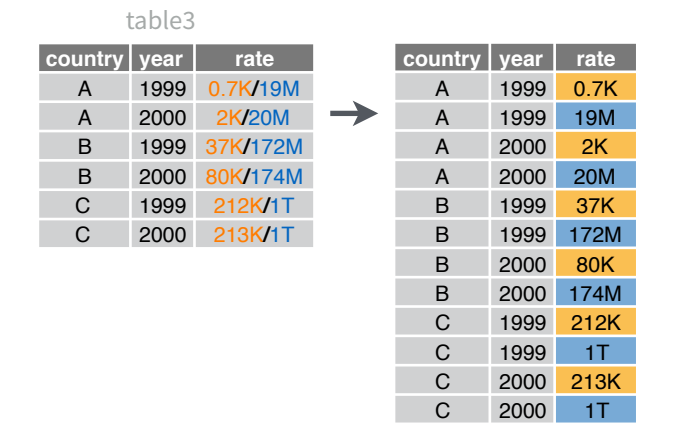 table3
country year rate
A 1999 0.7K/19M
A 2000 2K/20M
B 1999 37K/172M
B 2000 80K/174M
C 1999 212K/1T
C 2000 213K/1T
country year rate
A 1999 0.7K
A 1999 19M
A 2000 2K
A 2000 20M
B 1999 37K
B 1999 172M
B 2000 80K
B 2000 174M
C 1999 212K
C 1999 1T
C 2000 213K
C 2000 1T